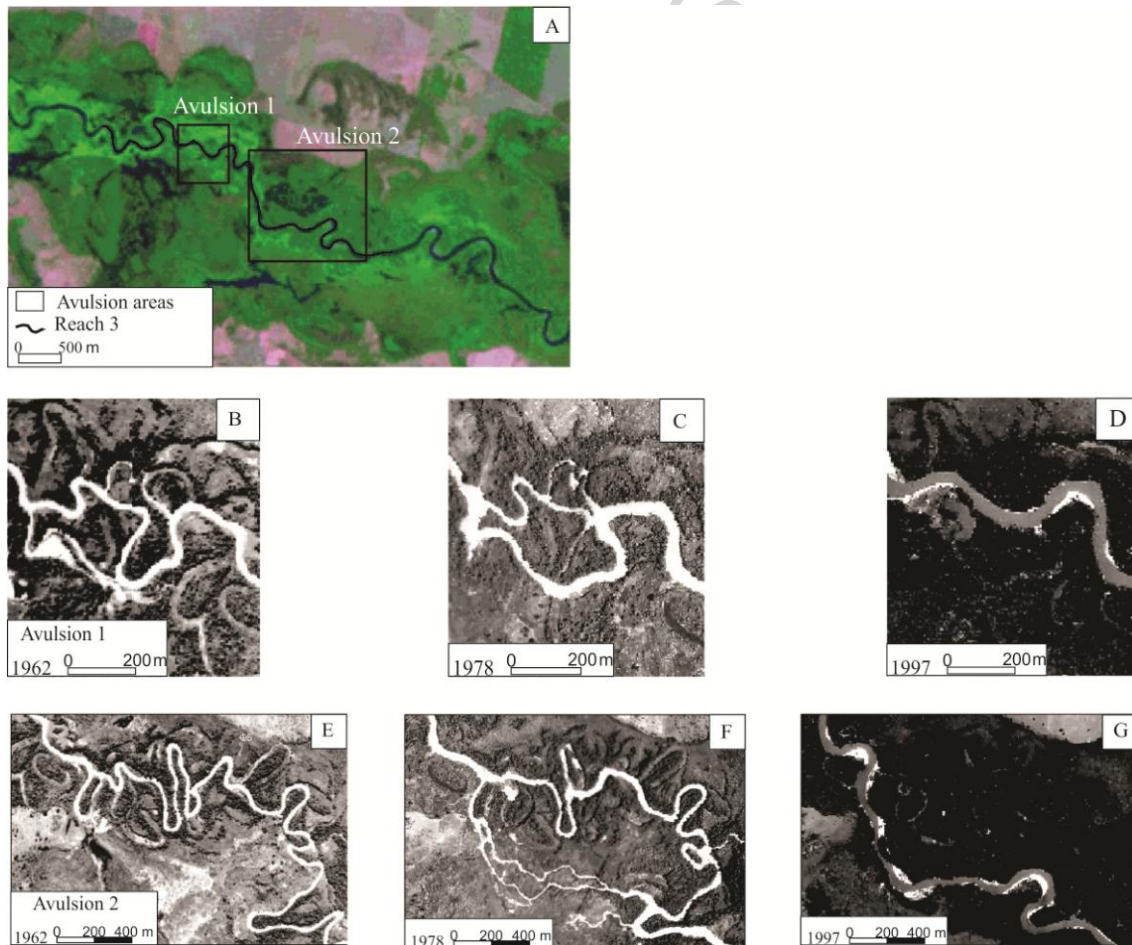 A
Avulsion 1
Avulsion 2
Avulsion areas
Reach 3
0 500 m
B
Avulsion 1
1962 0 200 m
C
1978 0 200 m
D
1997 0 200 m
E
Avulsion 2
1962 0 200 400 m
F
1978 0 200 400 m
G
1997 0 200 400 m